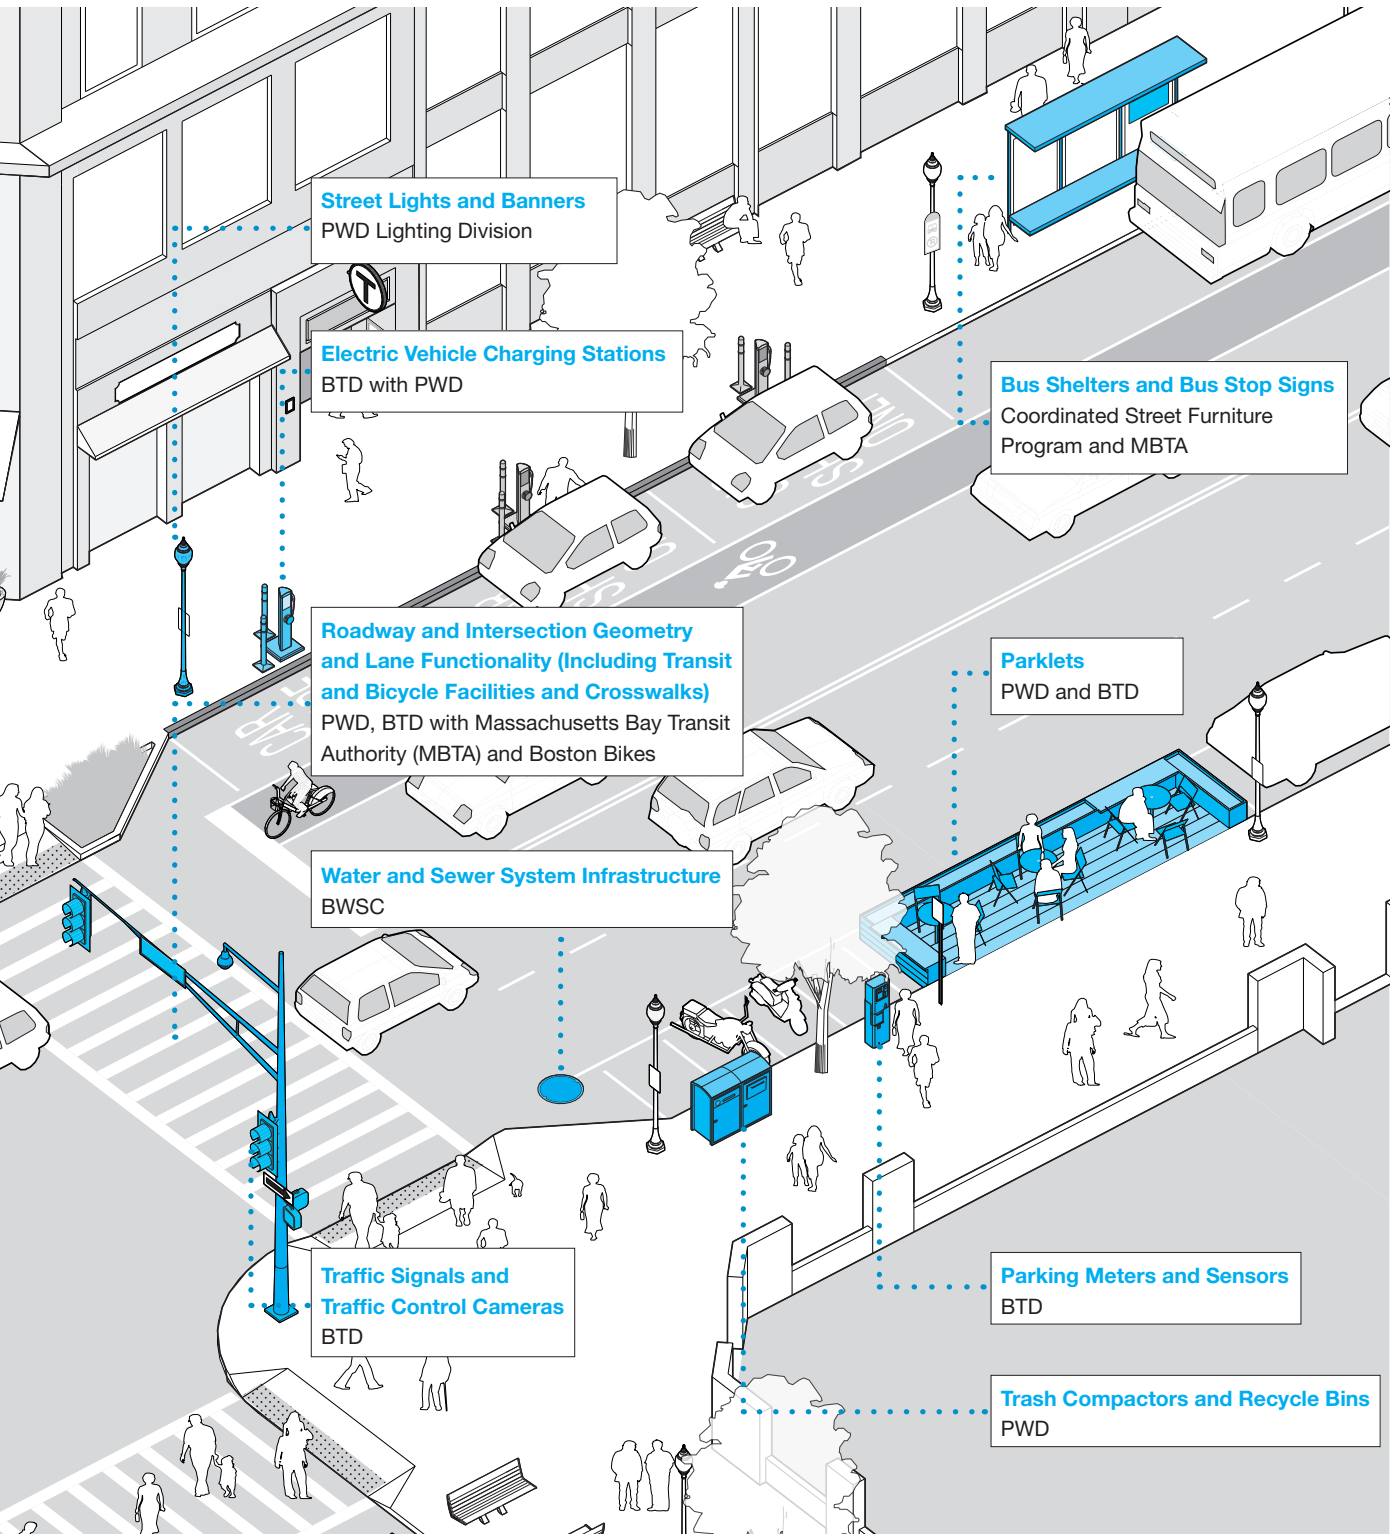 Street Lights and Banners
PWD Lighting Division
T
Electric Vehicle Charging Stations
BTD with PWD
Bus Shelters and Bus Stop Signs
Coordinated Street Furniture
Program and MBTA
Roadway and Intersection Geometry
and Lane Functionality (Including Transit
and Bicycle Facilities and Crosswalks)
PWD, BTD with Massachusetts Bay Transit
Authority (MBTA) and Boston Bikes
Parklets
PWD and BTD
CAR
Water and Sewer System Infrastructure
BWSC
Traffic Signals and
Traffic Control Cameras
BTD
Parking Meters and Sensors
BTD
Trash Compactors and Recycle Bins
PWD